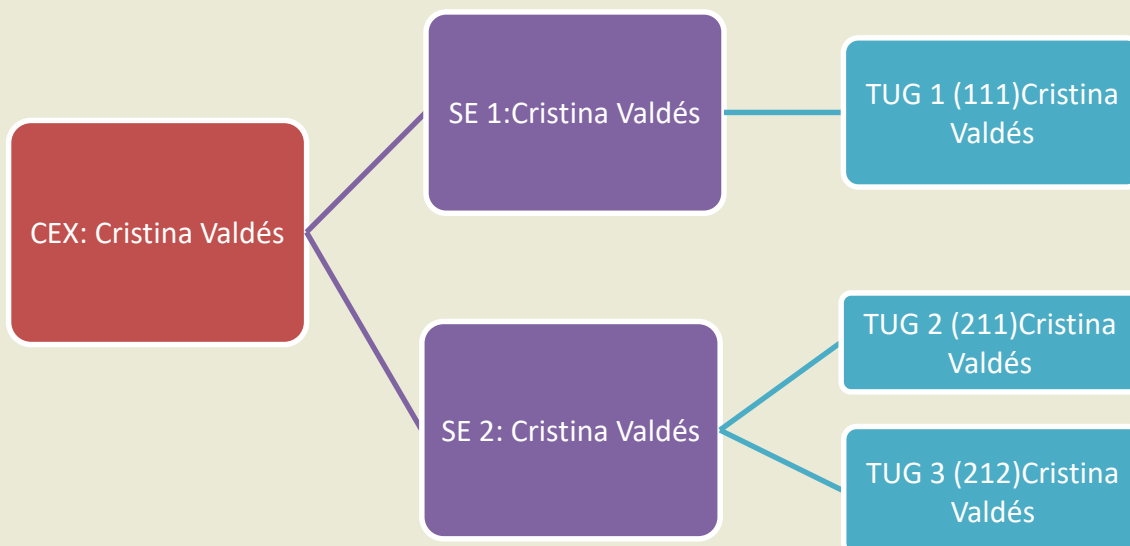 CEX: Cristina Valdés
SE 1:Cristina Valdés
TUG 1 (111)Cristina
Valdés
SE 2: Cristina Valdés
TUG 2 (211)Cristina
Valdés
TUG 3 (212)Cristina
Valdés